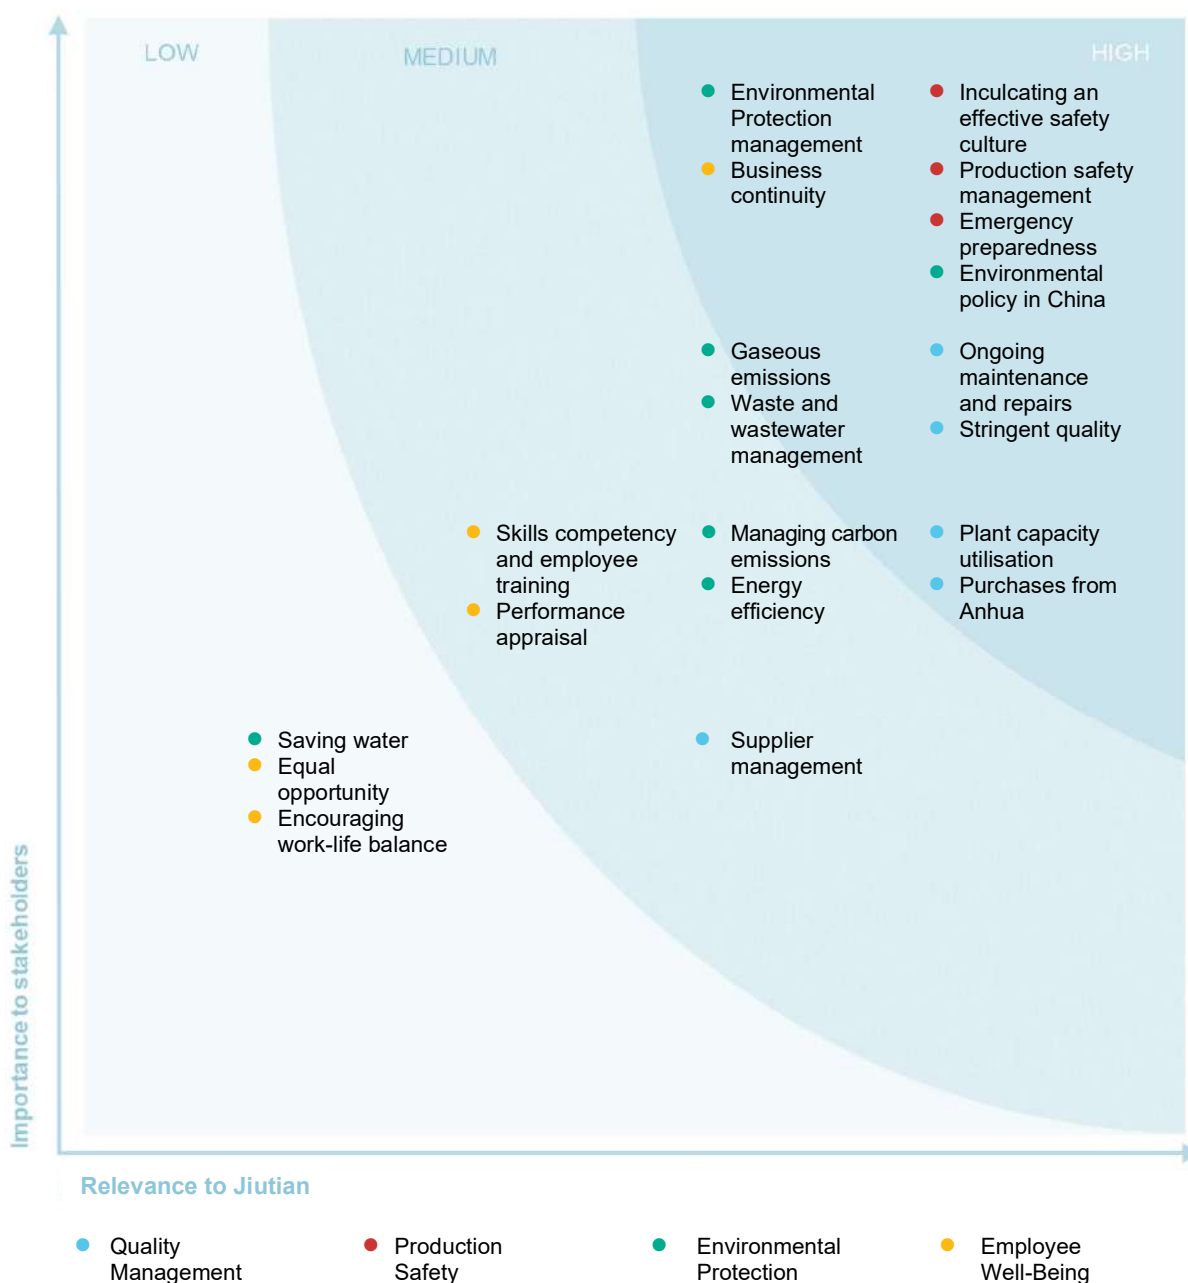 LOW
MEDIUM
HIGH
Environmental
Protection
management
Business
continuity
Inculcating an
effective safety
culture
Production safety
management
Emergency
preparedness
Environmental
policy in China
Gaseous
emissions
Waste and
wastewater
management
Ongoing
maintenance
and repairs
Stringent quality
Skills competency
and employee
training
Performance
appraisal
Managing carbon
emissions
Energy
efficiency
Plant capacity
utilisation
Purchases from
Anhua
Saving water
Equal
opportunity
Encouraging
work-life balance
Supplier
management
Importance to stakeholders
Relevance to Jiutian
Quality
Management
Production
Safety
Environmental
Protection
Employee
Well-Being